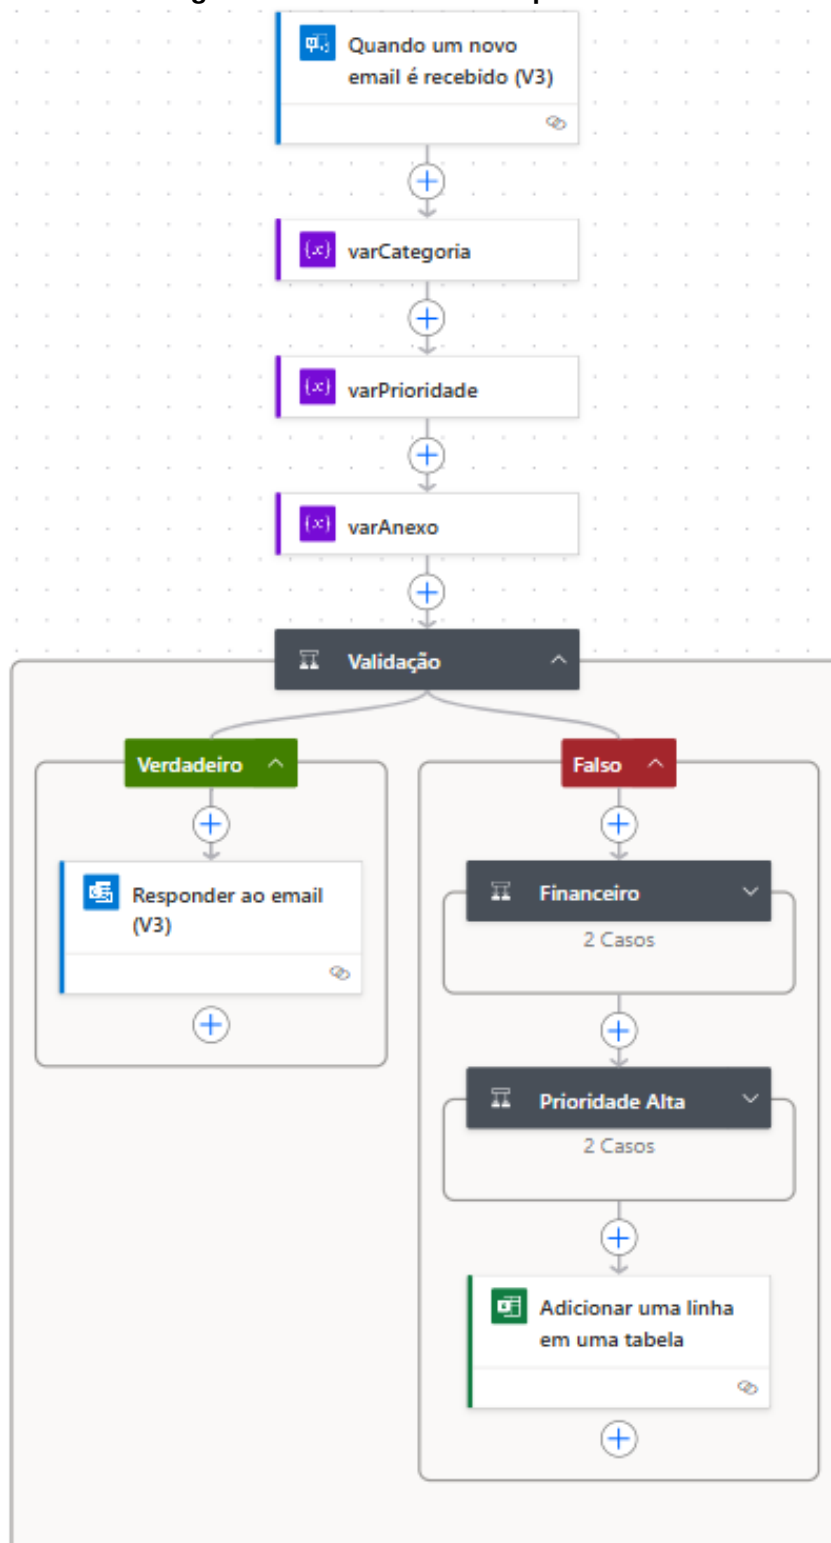 Quando um novo
email é recebido (V3)
{x} varCategoria
{x} varPrioridade
{x} varAnexo
Validação
Verdadeiro
Falso
Responder ao email
(V3)
Financeiro
2 Casos
Prioridade Alta
2 Casos
Adicionar uma linha
em uma tabela